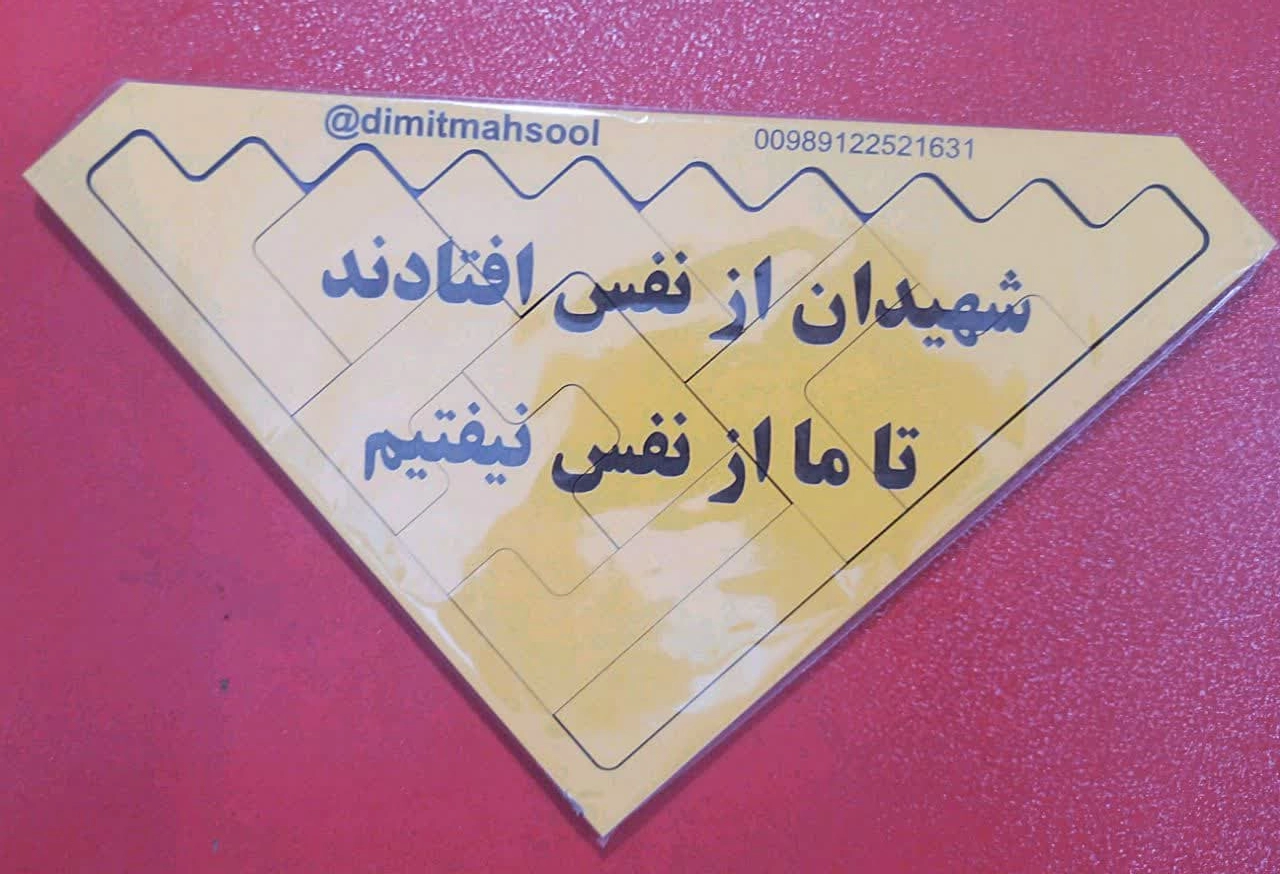 @dimitmahsool 00989122521631
شهیدان از نفس افتادند
تا ما از نفس نیفتیم